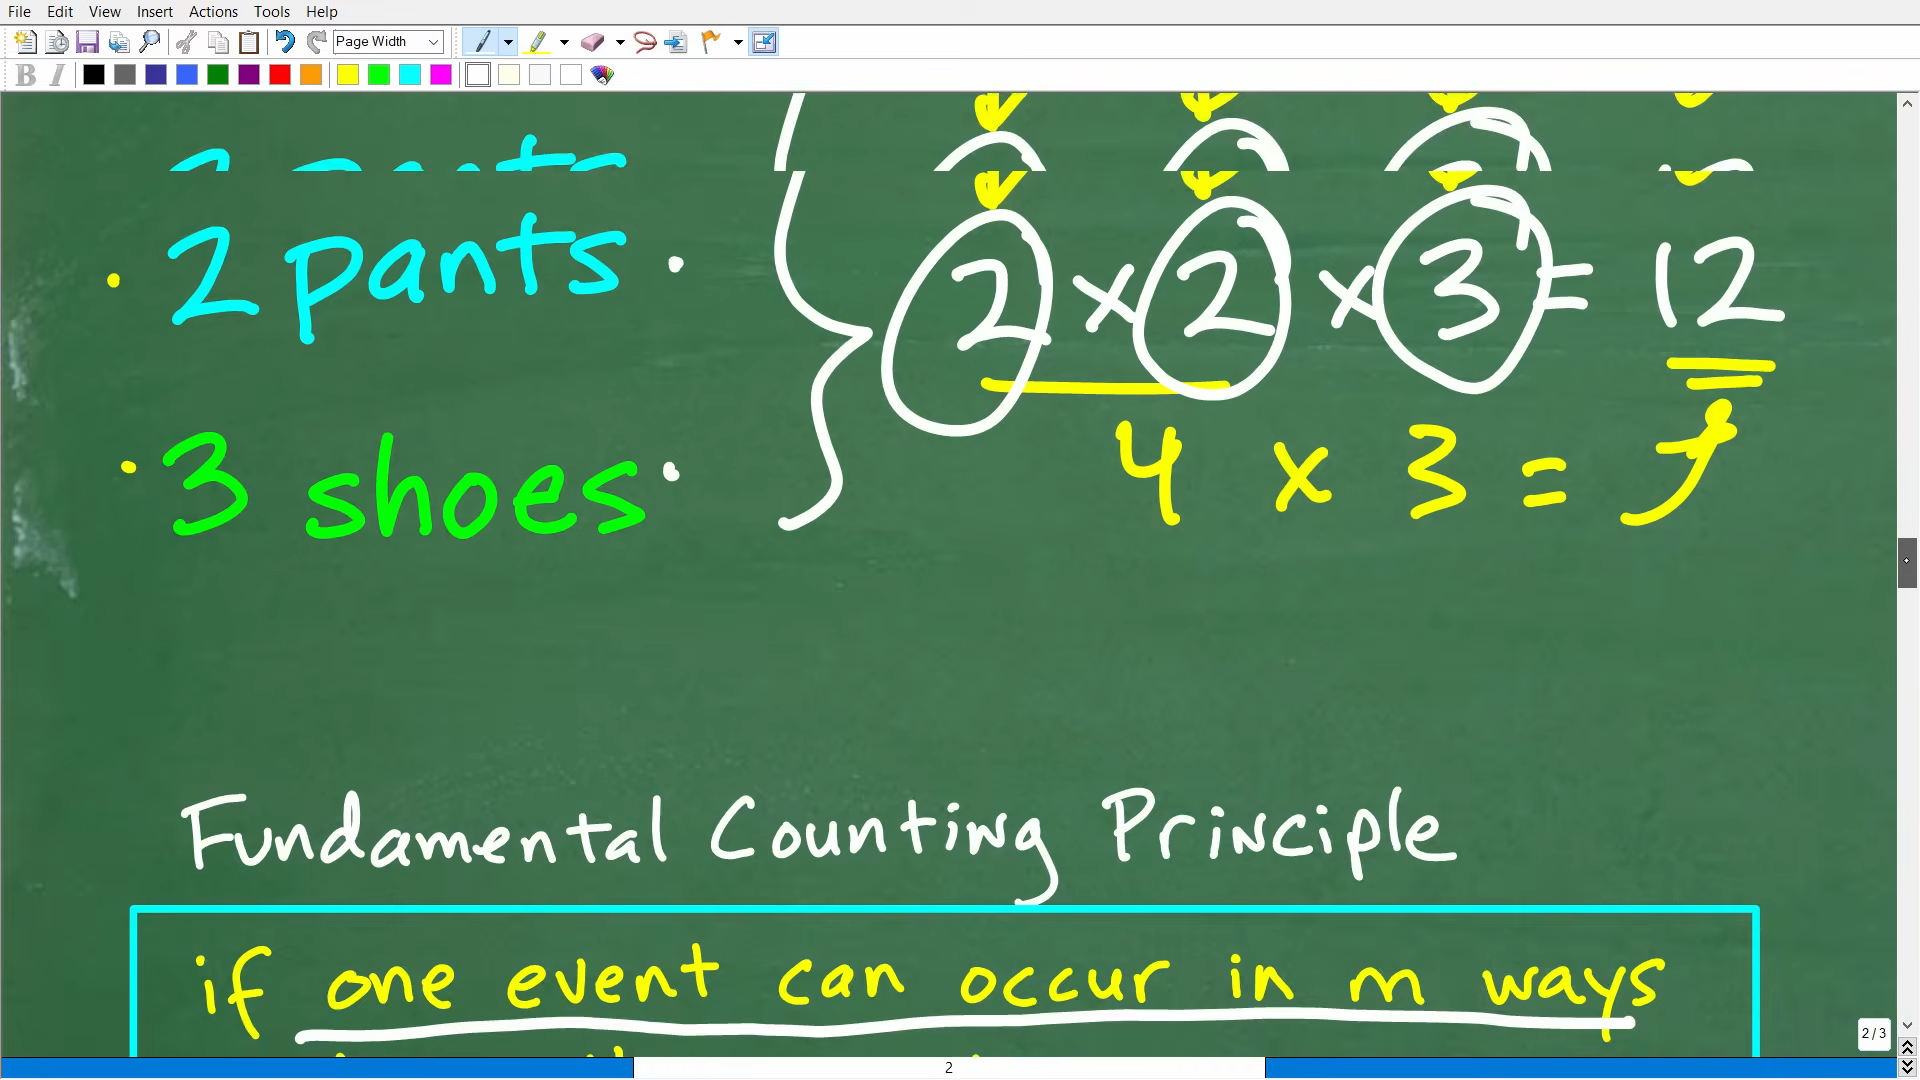 File Edit View Insert Actions Tools Help
Page Width
B I
2 pants
2 × 2 × 3 = 12
3 shoes
4 × 3 =
Fundamental Counting Principle
if one event can occur in m ways
2 / 3
2